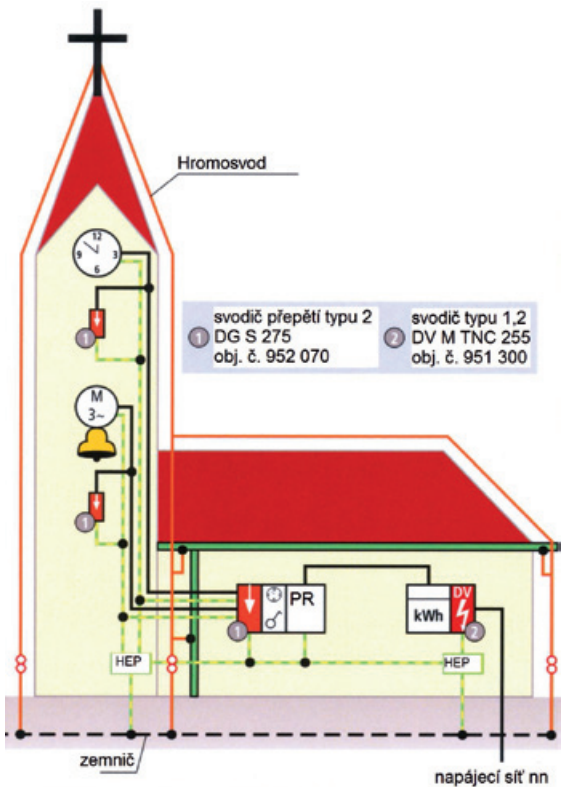 Hromosvod
12
9 3
6
svodič přepětí typu 2
1 DG S 275
obj. č. 952 070
svodič typu 1,2
2 DV M TNC 255
obj. č. 951 300
1
M
3~
1
PR
1
kWh
DV
2
HEP
HEP
zemnič
napájecí síť nn